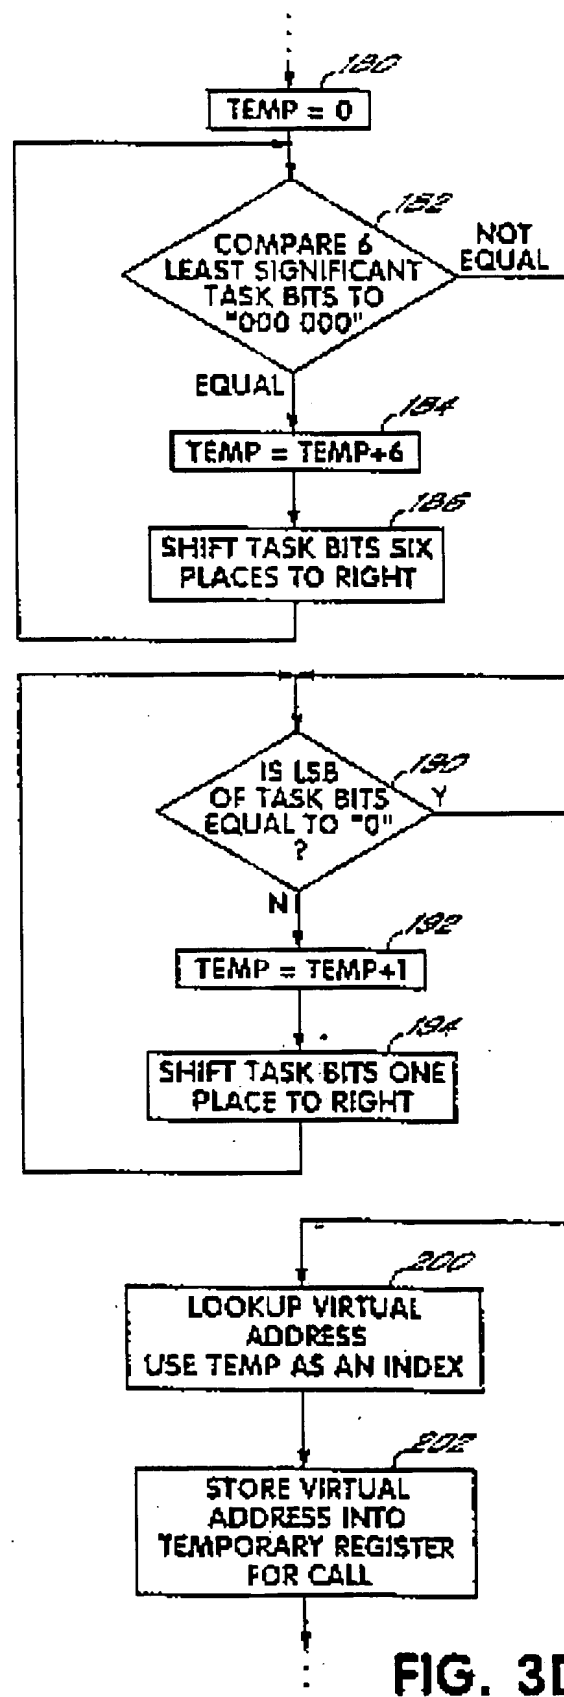 180
TEMP = 0
182
COMPARE 6
LEAST SIGNIFICANT
TASK BITS TO
"000 000"
NOT
EQUAL
EQUAL
184
TEMP = TEMP+6
186
SHIFT TASK BITS SIX
PLACES TO RIGHT
190
IS LSB
OF TASK BITS
EQUAL TO "0"
?
Y
N
192
TEMP = TEMP+1
194
SHIFT TASK BITS ONE
PLACE TO RIGHT
200
LOOKUP VIRTUAL
ADDRESS
USE TEMP AS AN INDEX
202
STORE VIRTUAL
ADDRESS INTO
TEMPORARY REGISTER
FOR CALL
FIG. 3D